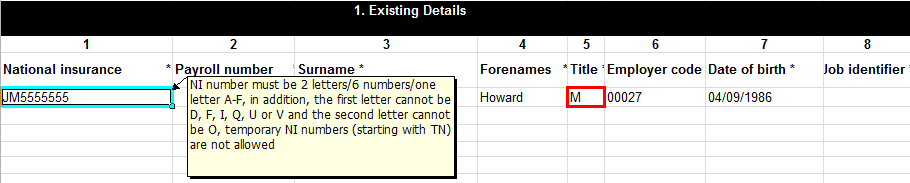 1. Existing Details
1 2 3 4 5 6 7 8
National insurance * Payroll number * Surname * Forenames * Title * Employer code * Date of birth * Job identifier *
JM5555555 Howard M 00027 04/09/1986
NI number must be 2 letters/6 numbers/one
letter A-F, in addition, the first letter cannot be
D, F, I, Q, U or V and the second letter cannot
be O, temporary NI numbers (starting with TN)
are not allowed